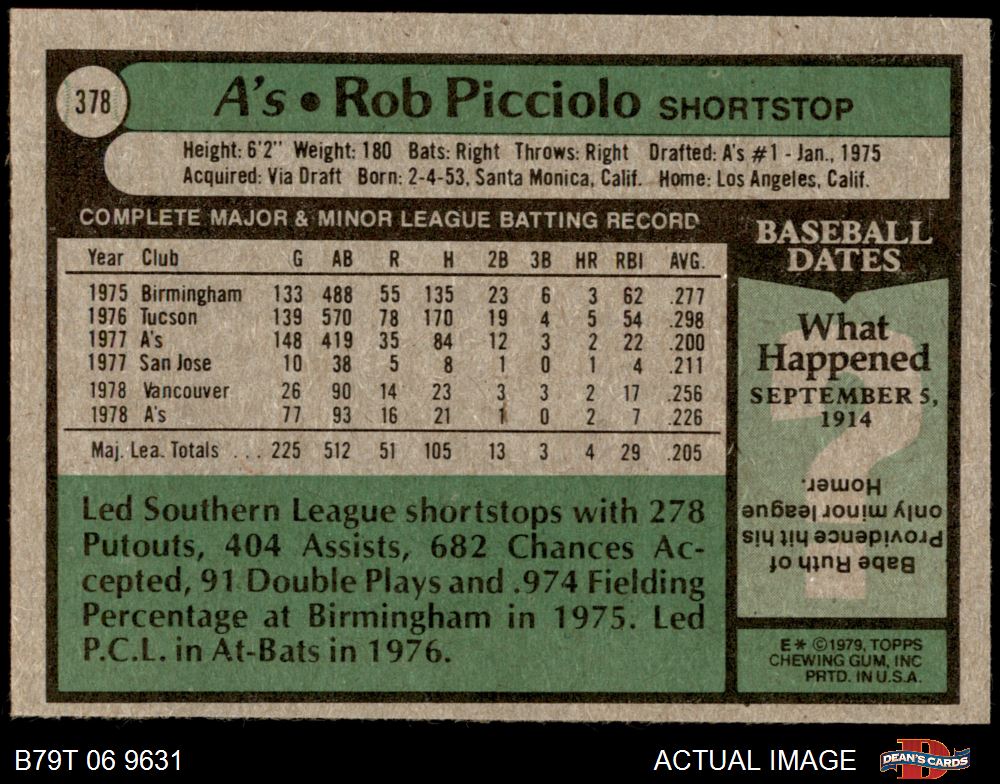 378
A's • Rob Picciolo SHORTSTOP
Height: 6'2" Weight: 180 Bats: Right Throws: Right Drafted: A's #1 - Jan., 1975
Acquired: Via Draft Born: 2-4-53, Santa Monica, Calif. Home: Los Angeles, Calif.
COMPLETE MAJOR & MINOR LEAGUE BATTING RECORD
Year Club G AB R H 2B 3B HR RBI AVG.
1975 Birmingham 133 488 55 135 23 6 3 62 .277
1976 Tucson 139 570 78 170 19 4 5 54 .298
1977 A's 148 419 35 84 12 3 2 22 .200
1977 San Jose 10 38 5 8 1 0 1 4 .211
1978 Vancouver 26 90 14 23 3 3 2 17 .256
1978 A's 77 93 16 21 1 0 2 7 .226
Maj. Lea. Totals ... 225 512 51 105 13 3 4 29 .205
Led Southern League shortstops with 278
Putouts, 404 Assists, 682 Chances Ac-
cepted, 91 Double Plays and .974 Fielding
Percentage at Birmingham in 1975. Led
P.C.L. in At-Bats in 1976.
BASEBALL
DATES
What
Happened
SEPTEMBER 5,
1914
?
Babe Ruth of
Providence hit his
only minor league
Homer.
E* ©1979, TOPPS
CHEWING GUM, INC
PRTD. IN U.S.A.
B79T 06 9631
ACTUAL IMAGE
D
DEAN'S CARDS